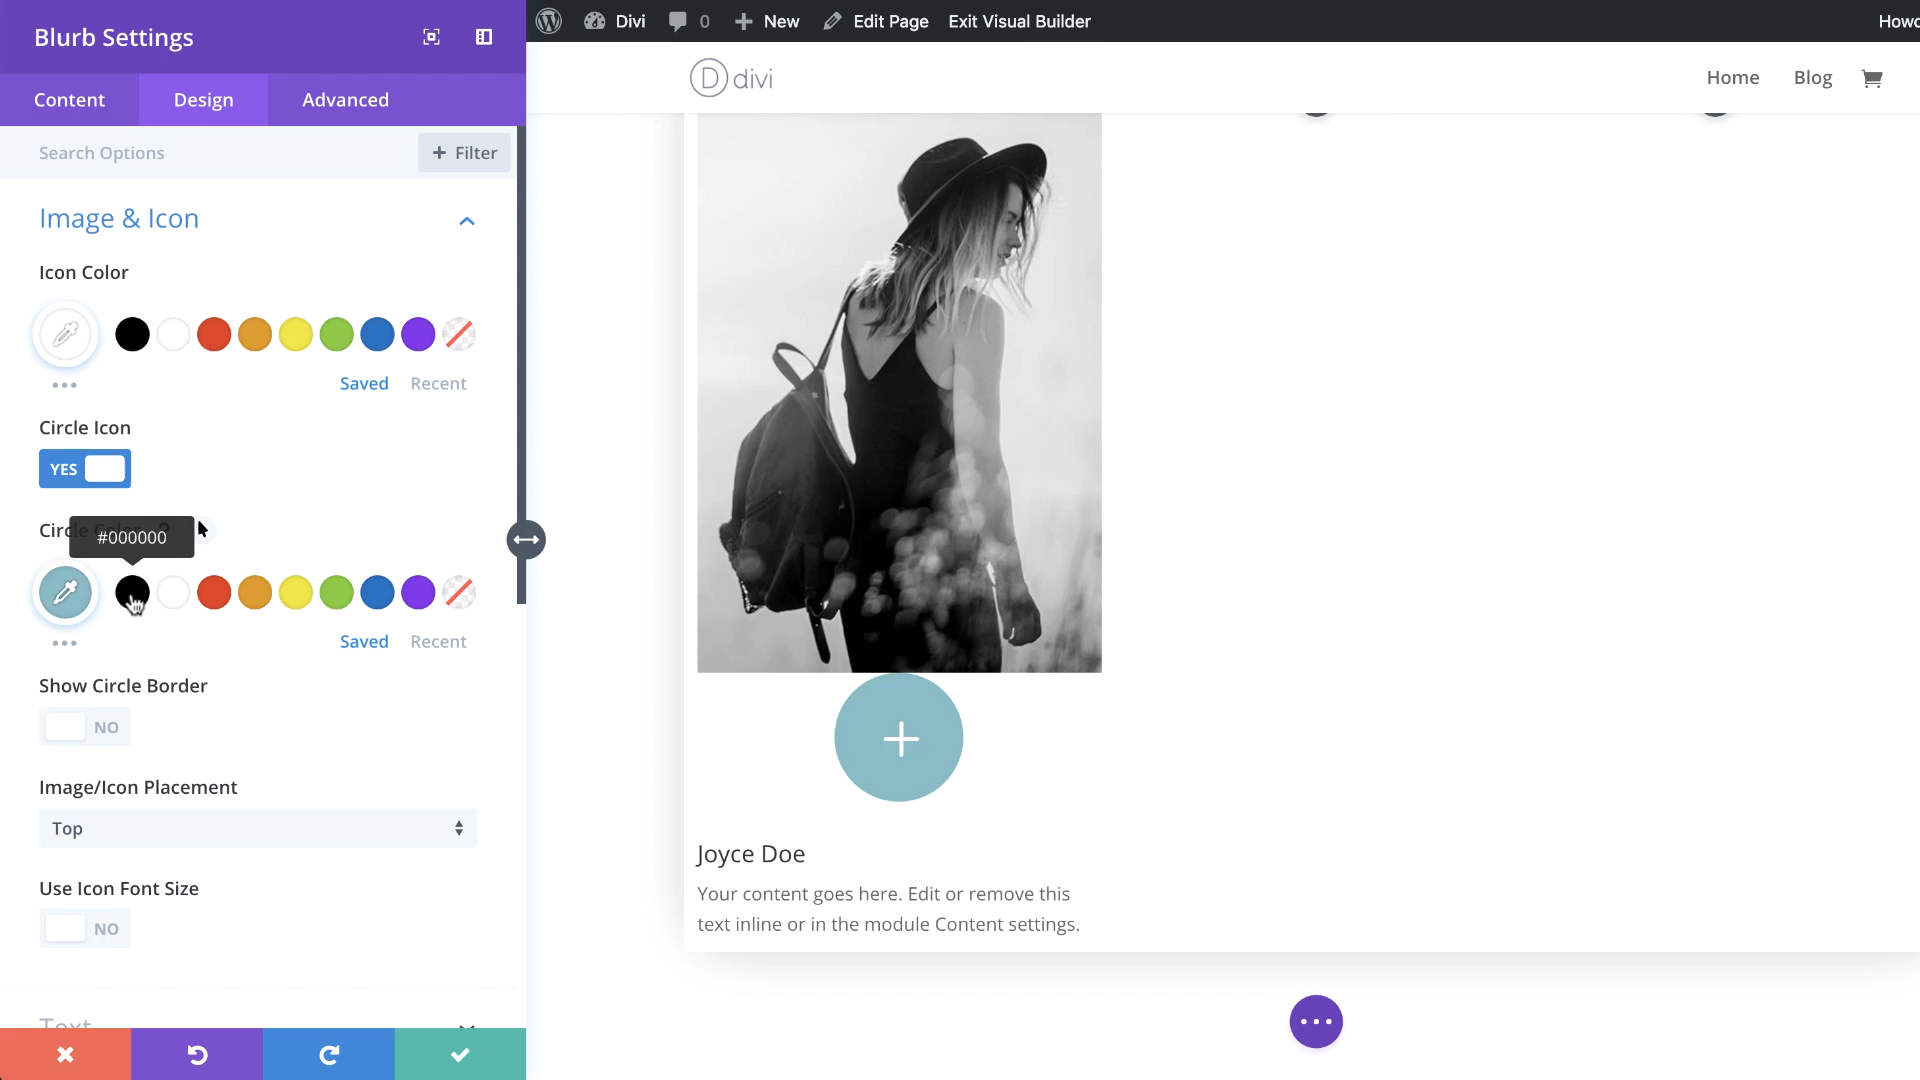 Blurb Settings
Divi
0
New
Edit Page
Exit Visual Builder
Content
Design
Advanced
divi
Home
Blog
Search Options
+ Filter
Image & Icon
Icon Color
Saved
Recent
Circle Icon
YES
#000000
Saved
Recent
Show Circle Border
NO
Image/Icon Placement
Top
Use Icon Font Size
NO
Joyce Doe
Your content goes here. Edit or remove this
text inline or in the module Content settings.
Text